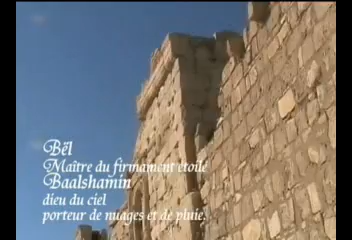 Bêl
Maître du firmament étoilé
Baalshamin
dieu du ciel
porteur de nuages et de pluie.